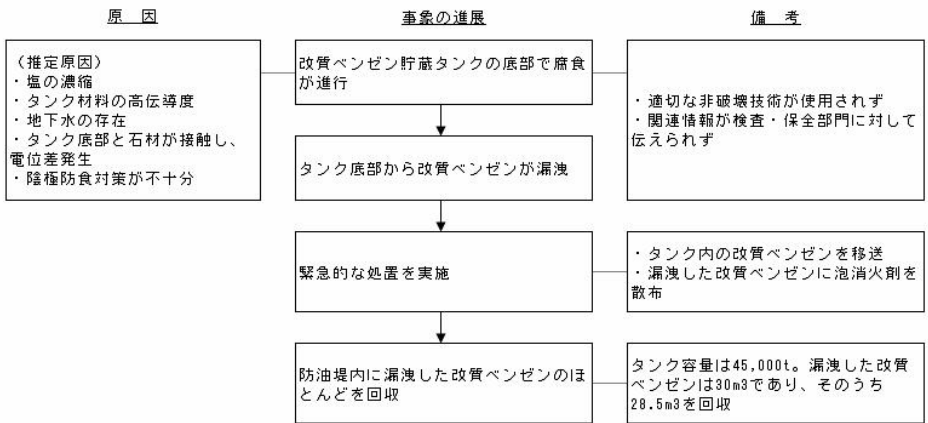 原　因
事象の進展
備　考
（推定原因）
・塩の濃縮
・タンク材料の高伝導度
・地下水の存在
・タンク底部と石材が接触し、
電位差発生
・陰極防食対策が不十分
改質ベンゼン貯蔵タンクの底部で腐食
が進行
・適切な非破壊技術が使用されず
・関連情報が検査・保全部門に対して
伝えられず
タンク底部から改質ベンゼンが漏洩
緊急的な処置を実施
・タンク内の改質ベンゼンを移送
・漏洩した改質ベンゼンに泡消火剤を
散布
防油堤内に漏洩した改質ベンゼンのほ
とんどを回収
タンク容量は45,000t。漏洩した改質
ベンゼンは30m3であり、そのうち
28.5m3を回収